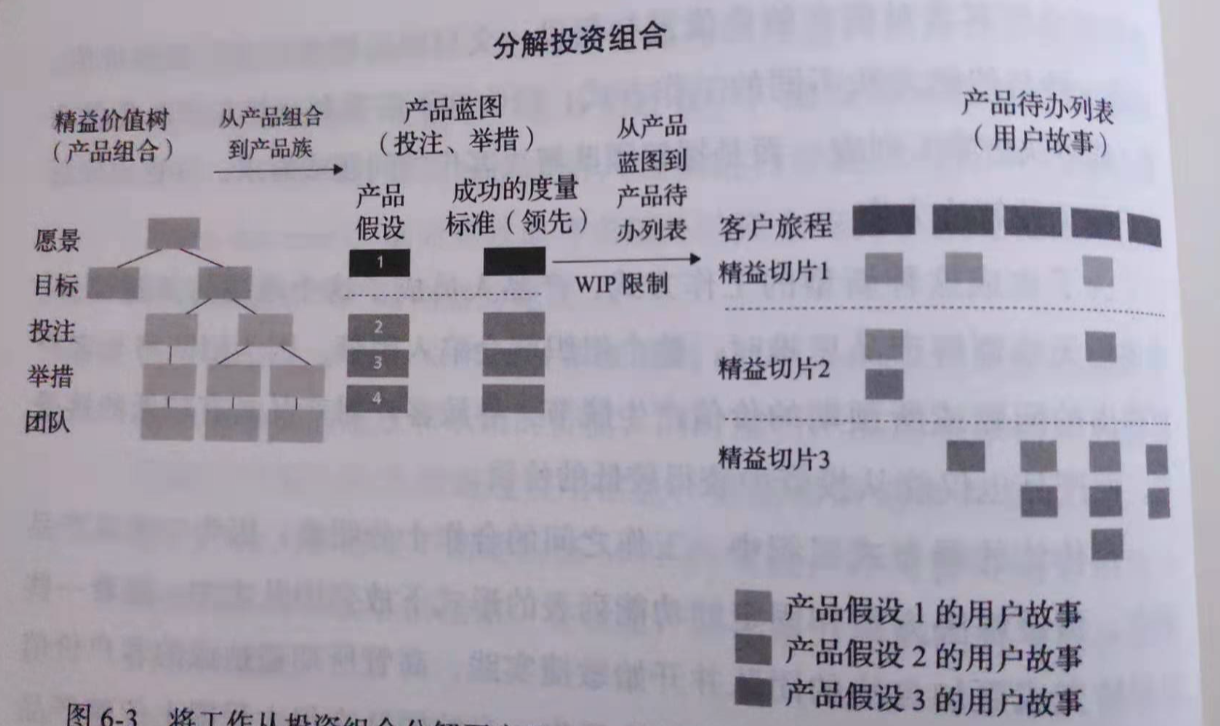 分解投资组合
精益价值树
（产品组合）
从产品组合
到产品族
产品蓝图
（投注、举措）
产品
假设
成功的度量
标准（领先）
从产品
蓝图到
产品待
办列表
产品待办列表
（用户故事）
愿景
目标
投注
举措
团队
1
2
3
4
WIP 限制
客户旅程
精益切片1
精益切片2
精益切片3
产品假设 1 的用户故事
产品假设 2 的用户故事
产品假设 3 的用户故事
图 6-3 将工作从投资组合分解